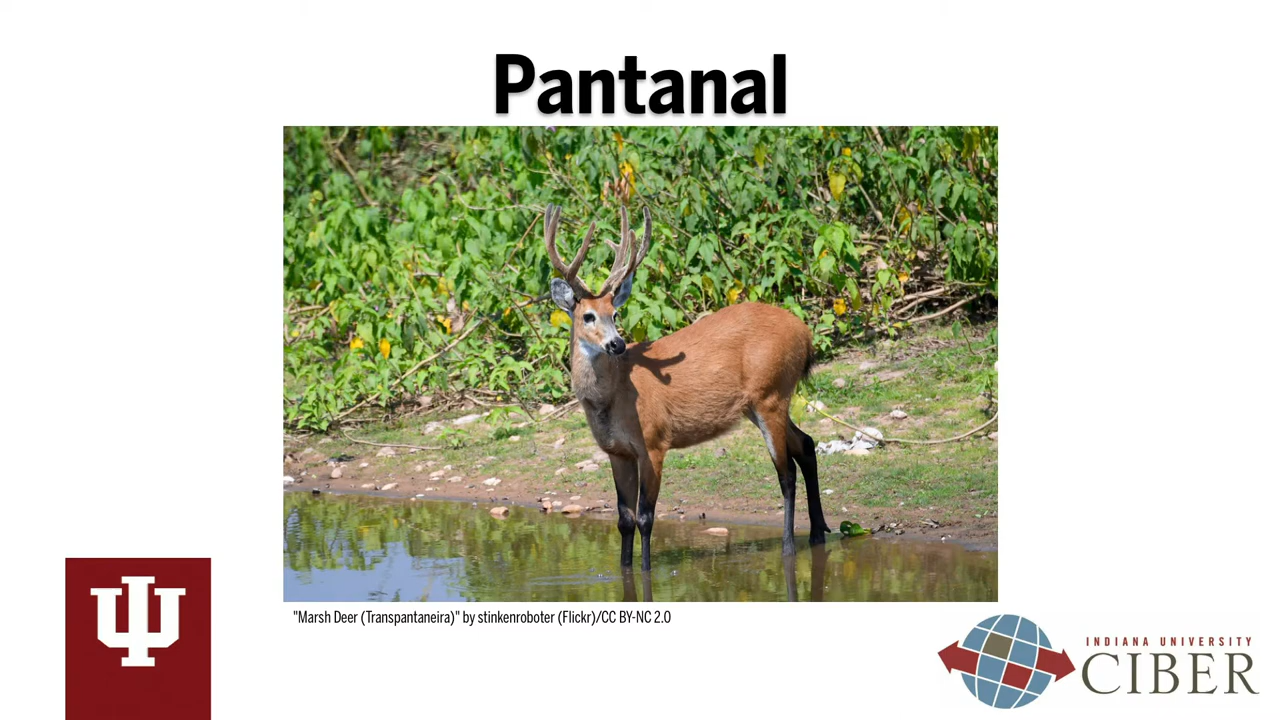 Pantanal
"Marsh Deer (Transpantaneira)" by stinkenroboter (Flickr)/CC BY-NC 2.0
INDIANA UNIVERSITY
CIBER